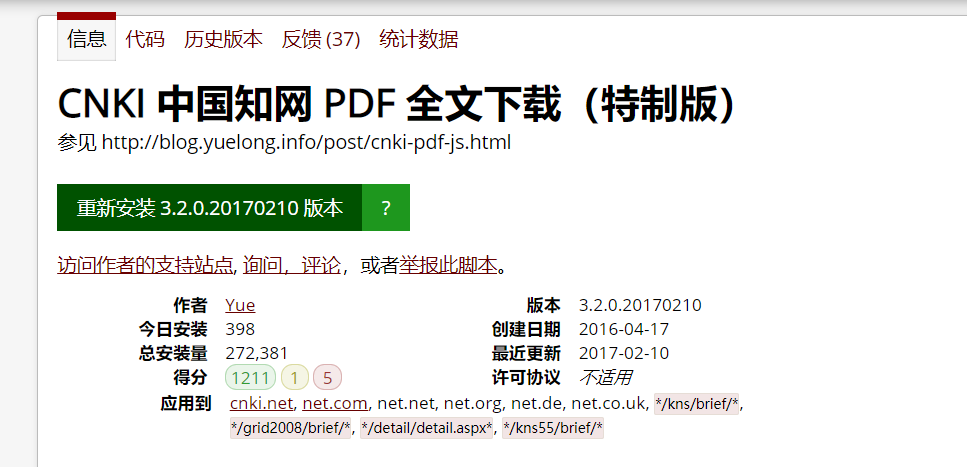 信息 代码 历史版本 反馈 (37) 统计数据
CNKI 中国知网 PDF 全文下载（特制版）
参见 http://blog.yuelong.info/post/cnki-pdf-js.html
重新安装 3.2.0.20170210 版本 ?
访问作者的支持站点, 询问，评论，或者举报此脚本。
作者 Yue 版本 3.2.0.20170210
今日安装 398 创建日期 2016-04-17
总安装量 272,381 最近更新 2017-02-10
得分 1211 1 5 许可协议 不适用
应用到 cnki.net, net.com, net.net, net.org, net.de, net.co.uk, */kns/brief/*,
*/grid2008/brief/*, */detail/detail.aspx*, */kns55/brief/*